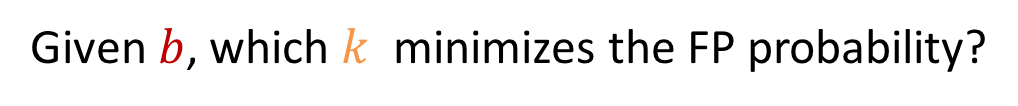 Given b, which k minimizes the FP probability?